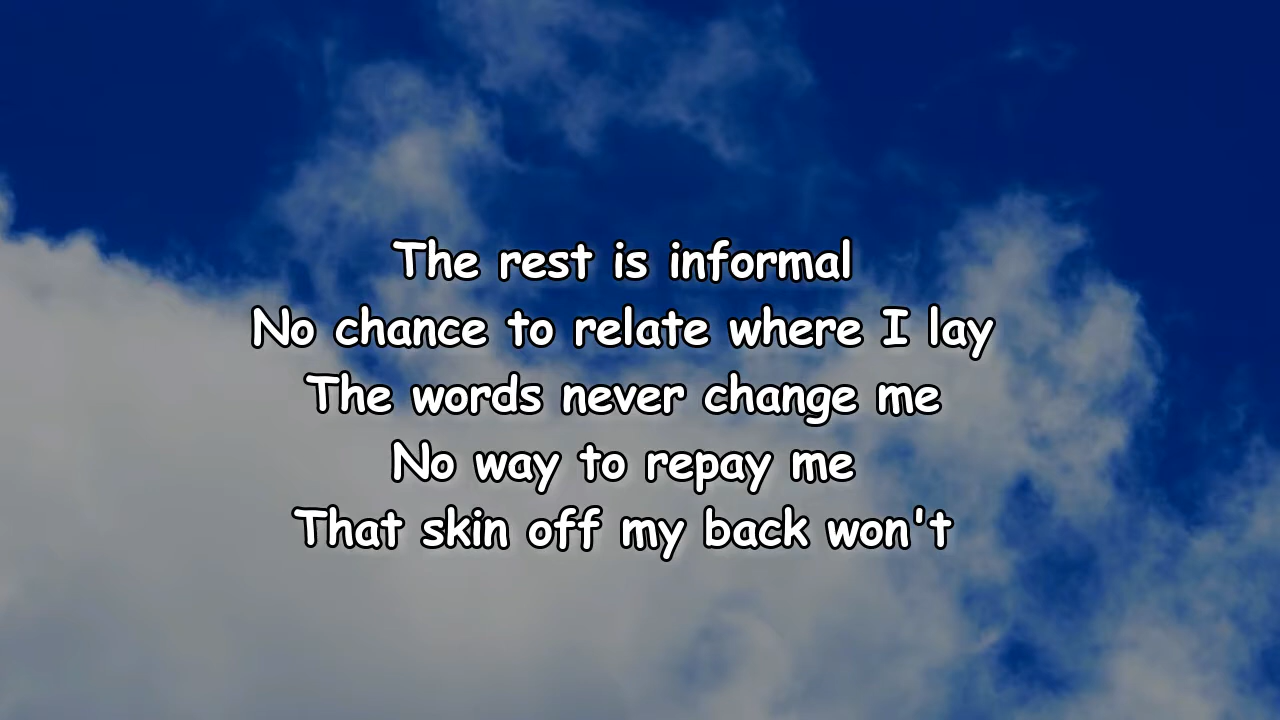 The rest is informal
No chance to relate where I lay
The words never change me
No way to repay me
That skin off my back won't